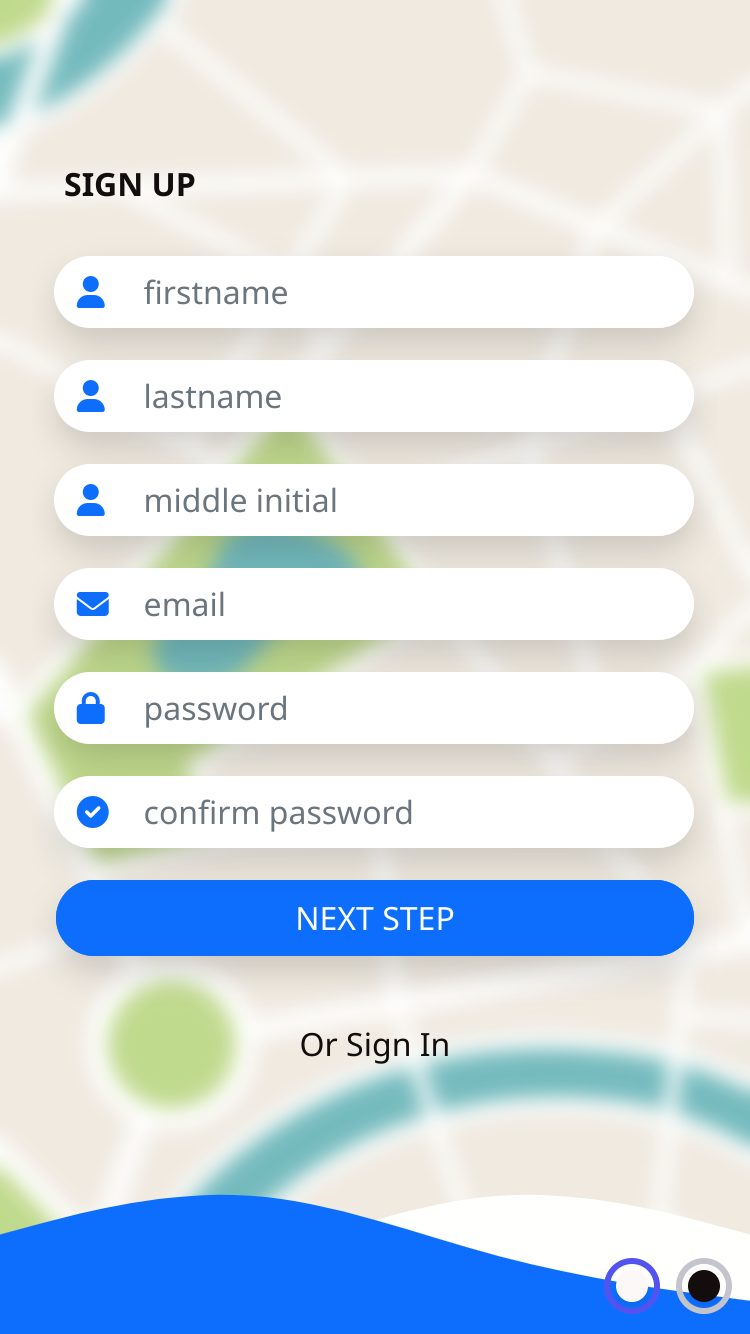 SIGN UP
firstname
lastname
middle initial
email
password
confirm password
NEXT STEP
Or Sign In